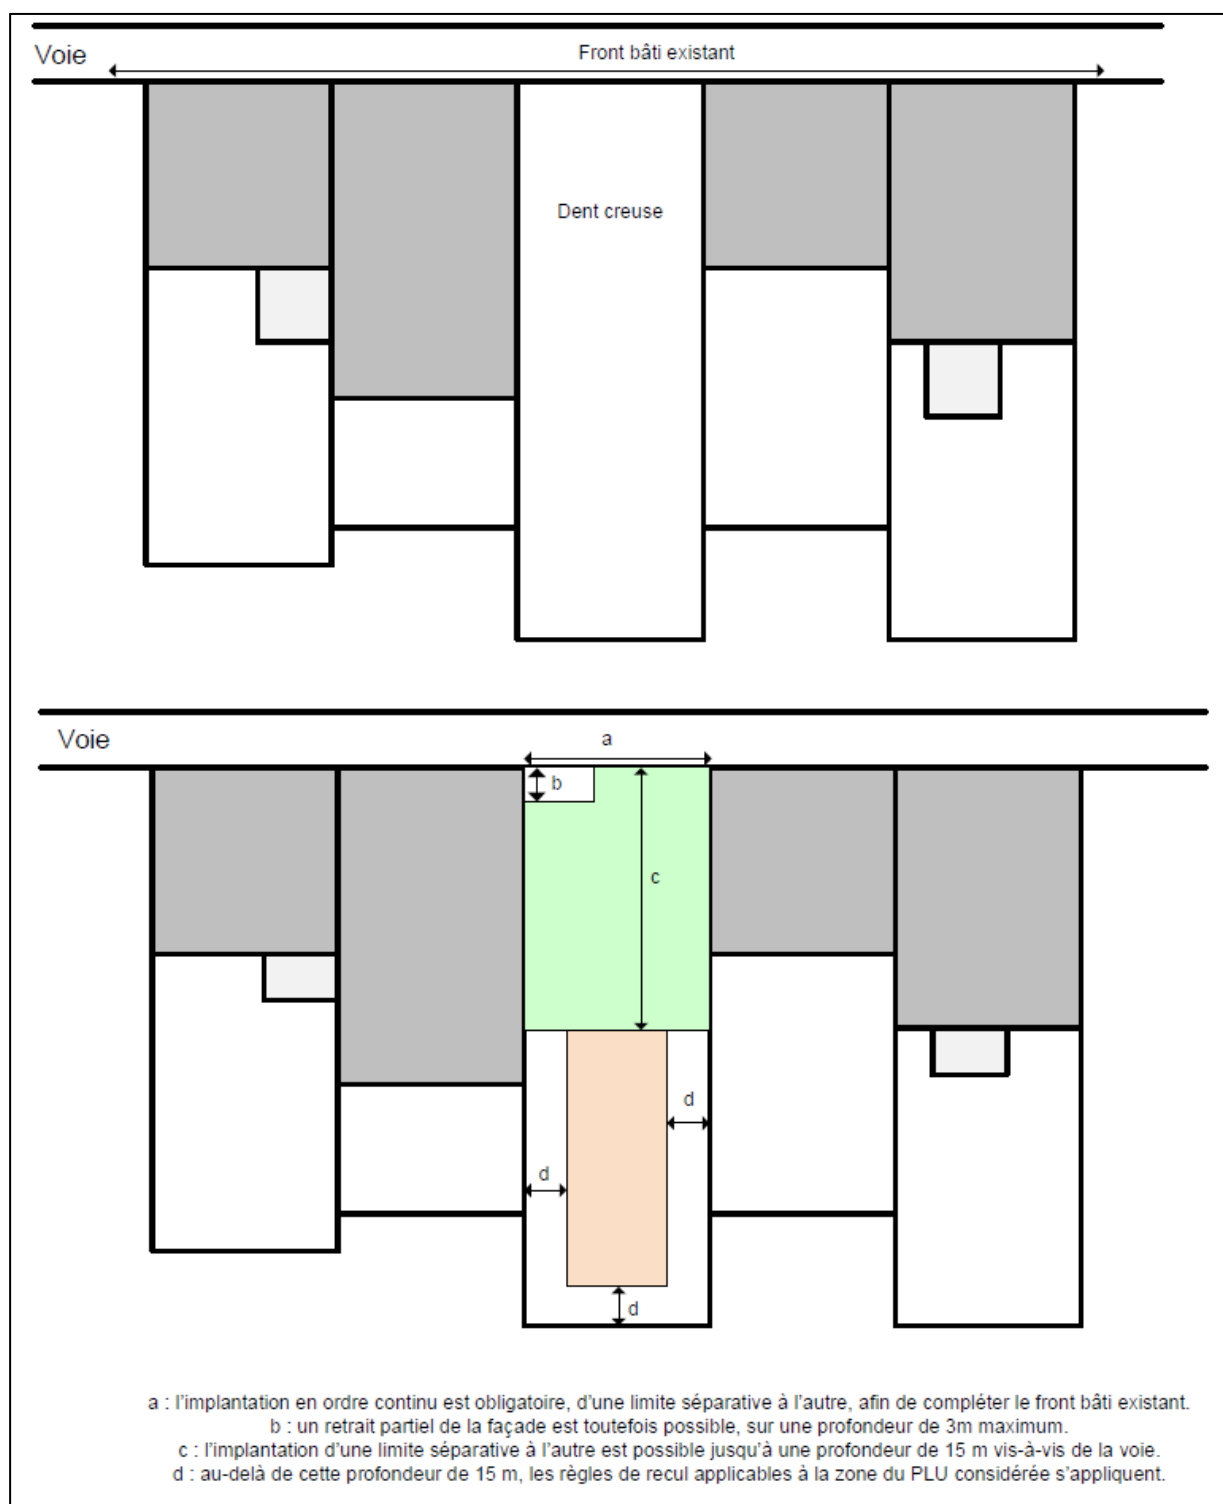 Voie
Front bâti existant
Dent creuse
Voie
a
b
c
d
d
d
a : l'implantation en ordre continu est obligatoire, d'une limite séparative à l'autre, afin de compléter le front bâti existant.
b : un retrait partiel de la façade est toutefois possible, sur une profondeur de 3m maximum.
c : l'implantation d'une limite séparative à l'autre est possible jusqu'à une profondeur de 15 m vis-à-vis de la voie.
d : au-delà de cette profondeur de 15 m, les règles de recul applicables à la zone du PLU considérée s'appliquent.